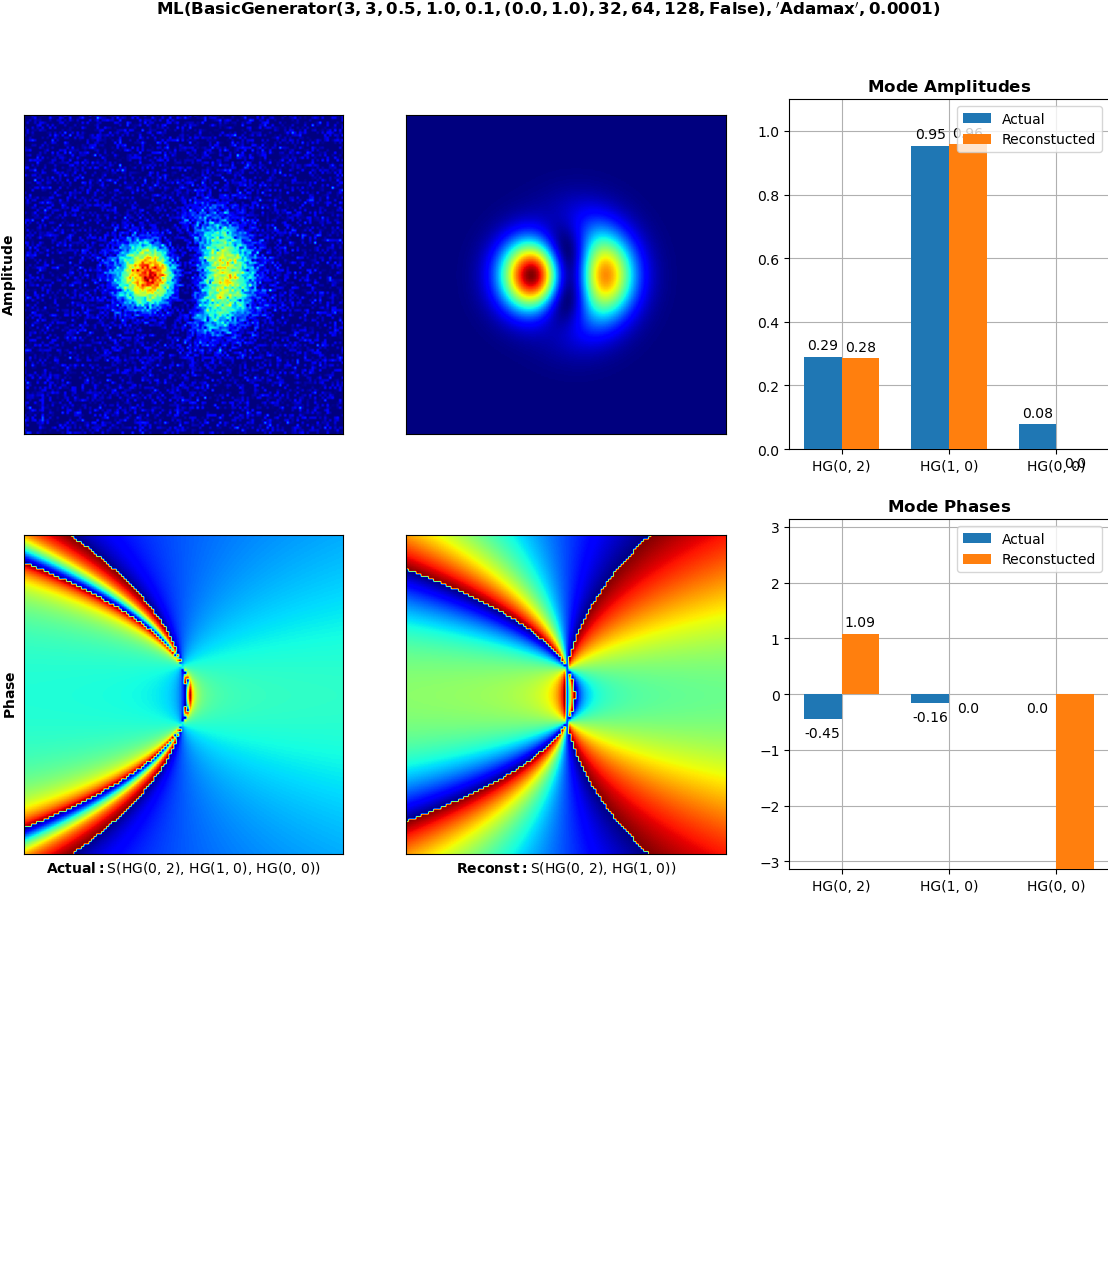 ML(BasicGenerator(3, 3, 0.5, 1.0, 0.1, (0.0, 1.0), 32, 64, 128, False), ′Adamax′, 0.0001)
Amplitude
Mode Amplitudes
Actual
Reconstucted
1.0
0.8
0.6
0.4
0.2
0.0
0.29
0.28
0.95
0.96
0.08
0.0
HG(0, 2)
HG(1, 0)
HG(0, 0)
Phase
Actual: S(HG(0, 2), HG(1, 0), HG(0, 0))
Reconst: S(HG(0, 2), HG(1, 0))
Mode Phases
Actual
Reconstucted
3
2
1
0
−1
−2
−3
-0.45
1.09
-0.16
0.0
0.0
HG(0, 2)
HG(1, 0)
HG(0, 0)